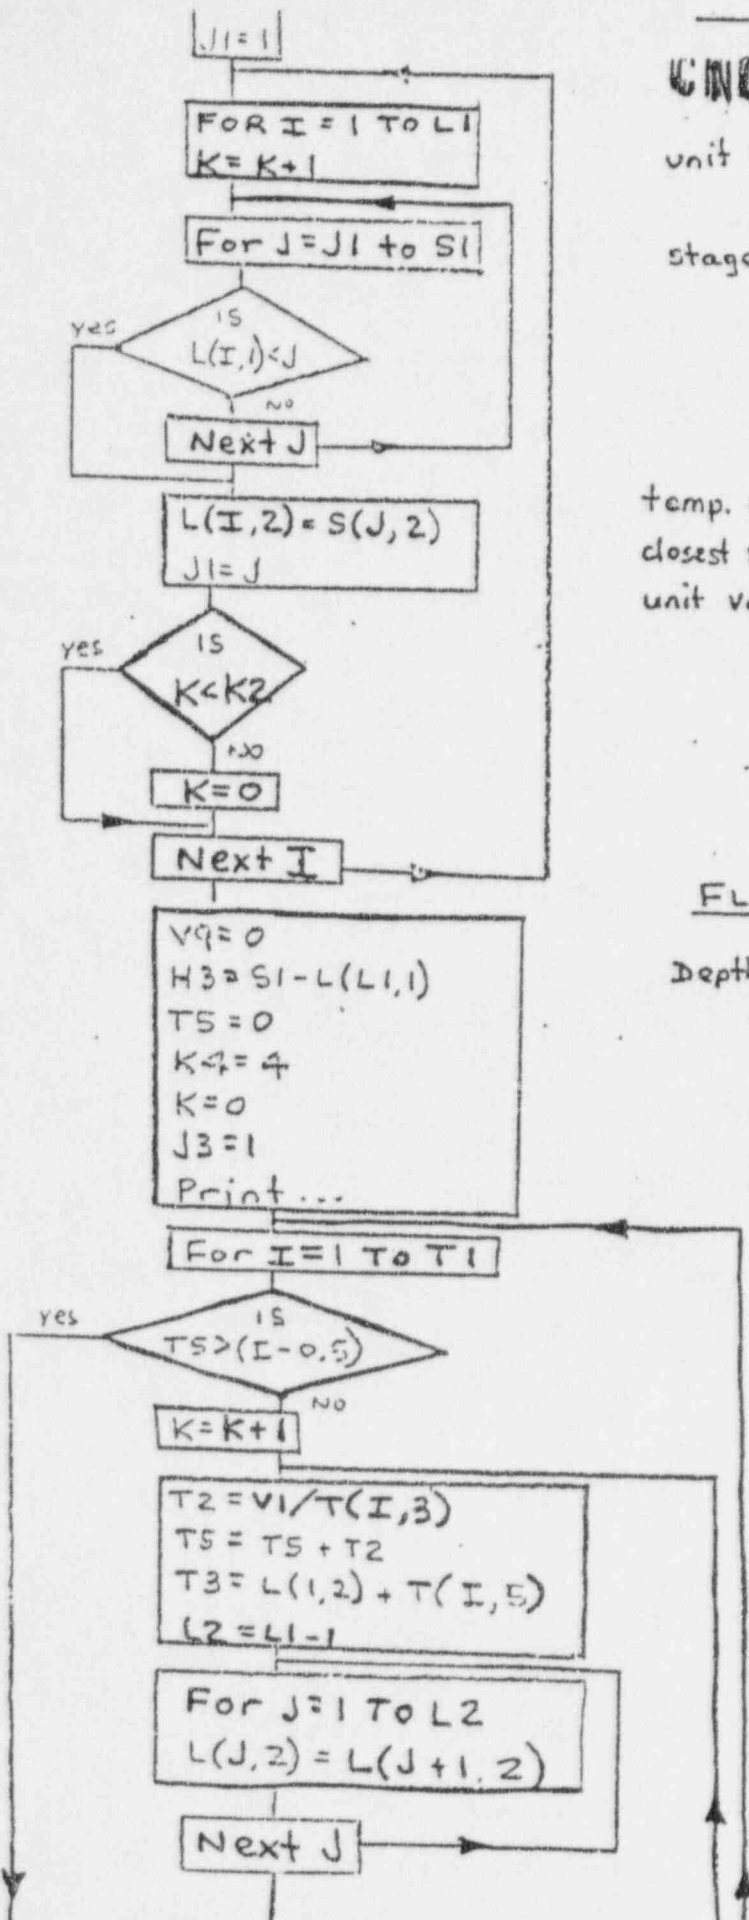 J1=1
FOR I = 1 TO L1
K= K+1
For J=J1 to S1
yes
IS
L(I,1)<J
NO
Next J
L(I,2) = S(J,2)
J1= J
yes
IS
K<K2
NO
K=0
Next I
V9=0
H3=S1-L(L1,1)
T5=0
K4=4
K=0
J3=1
Print...
For I=1 TO T1
yes
IS
T5>(I-0.5)
NO
K=K+1
T2=V1/T(I,3)
T5= T5+T2
T3=L(1,2)+T(I,5)
L2=L1-1
For J=1 TO L2
L(J,2)=L(J+1,2)
Next J
unit
stage
temp.
closest
unit
FL
Depth